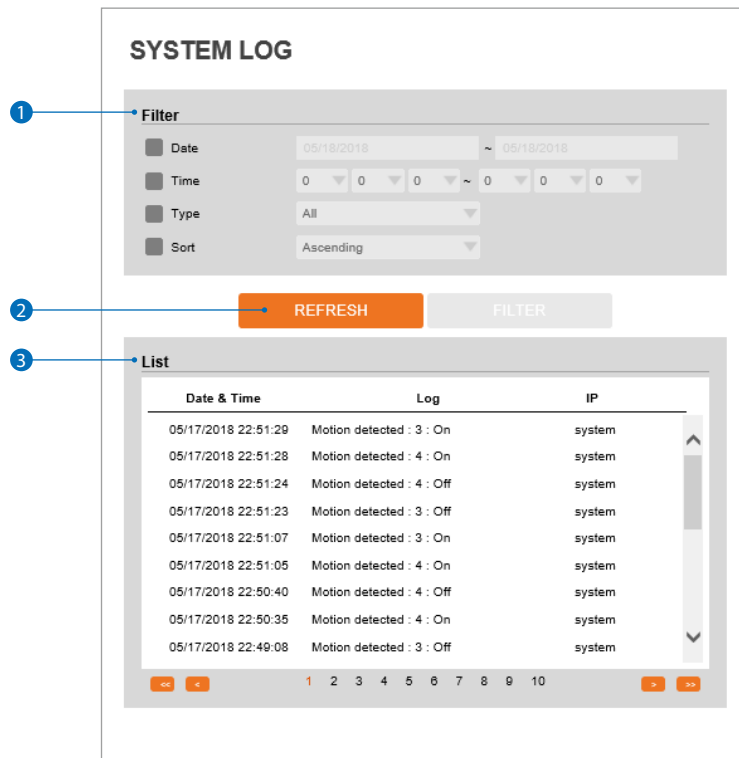 SYSTEM LOG
1
Filter
Date 05/18/2018 ~ 05/18/2018
Time 0 0 0 ~ 0 0 0
Type All
Sort Ascending
2 REFRESH FILTER
3
List
Date & Time Log IP
05/17/2018 22:51:29 Motion detected : 3 : On system
05/17/2018 22:51:28 Motion detected : 4 : On system
05/17/2018 22:51:24 Motion detected : 4 : Off system
05/17/2018 22:51:23 Motion detected : 3 : Off system
05/17/2018 22:51:07 Motion detected : 3 : On system
05/17/2018 22:51:05 Motion detected : 4 : On system
05/17/2018 22:50:40 Motion detected : 4 : Off system
05/17/2018 22:50:35 Motion detected : 4 : On system
05/17/2018 22:49:08 Motion detected : 3 : Off system
<< < 1 2 3 4 5 6 7 8 9 10 > >>